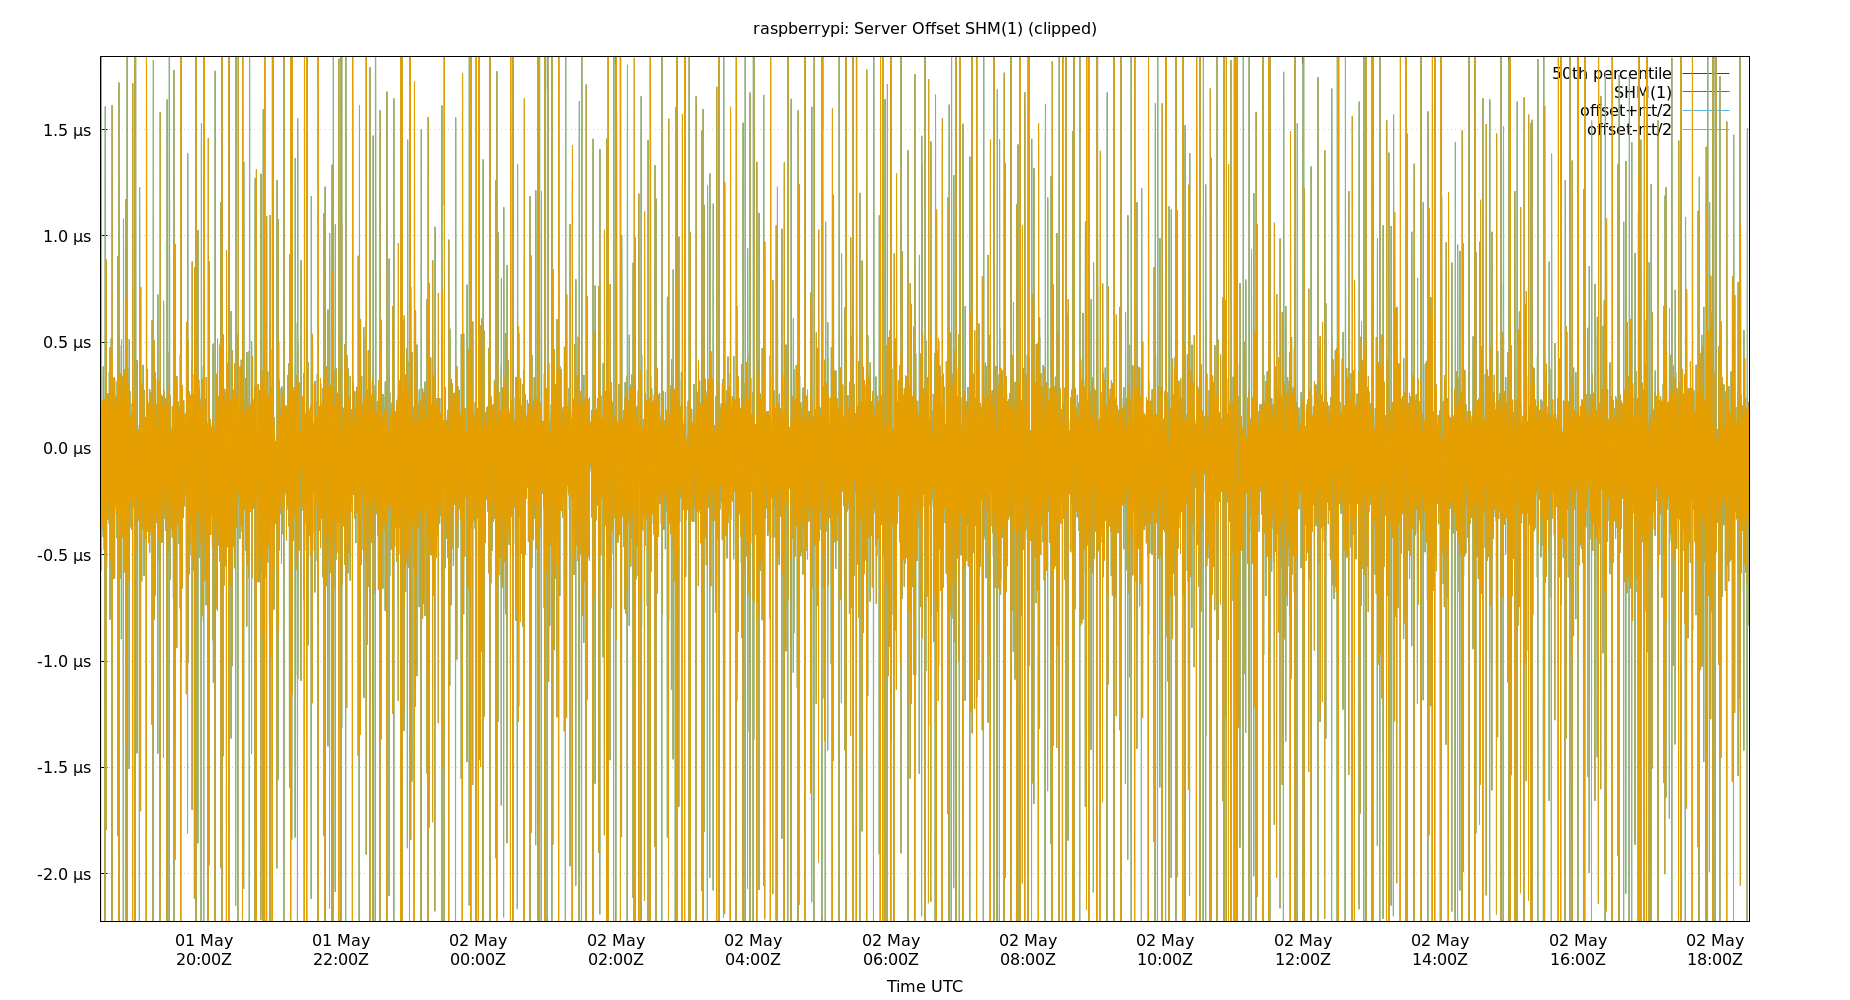 raspberrypi: Server Offset SHM(1) (clipped)
50th percentile
SHM(1)
offset+rtt/2
offset-rtt/2
1.5 µs
1.0 µs
0.5 µs
0.0 µs
-0.5 µs
-1.0 µs
-1.5 µs
-2.0 µs
01 May 01 May 02 May 02 May 02 May 02 May 02 May 02 May 02 May 02 May 02 May 02 May
20:00Z 22:00Z 00:00Z 02:00Z 04:00Z 06:00Z 08:00Z 10:00Z 12:00Z 14:00Z 16:00Z 18:00Z
Time UTC